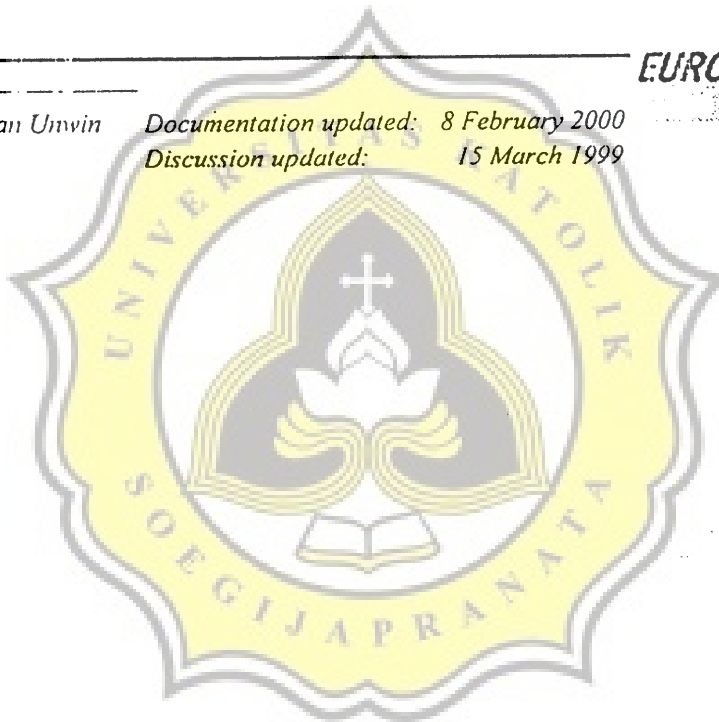 EURO
an Unwin Documentation updated: 8 February 2000
Discussion updated: 15 March 1999
UNIVERSITAS KATOLIK
SOEGIJAPRANATA